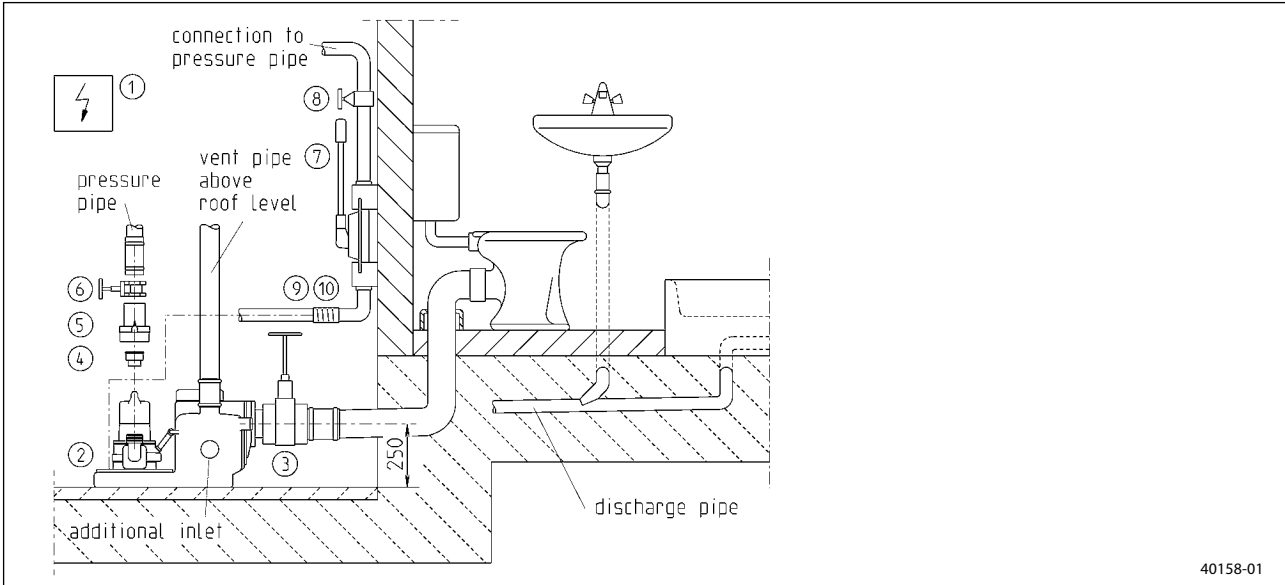 connection to
pressure pipe
1
8
7
vent pipe
above
roof level
pressure
pipe
6
5
4
9 10
2
3
250
additional inlet
discharge pipe
40158-01